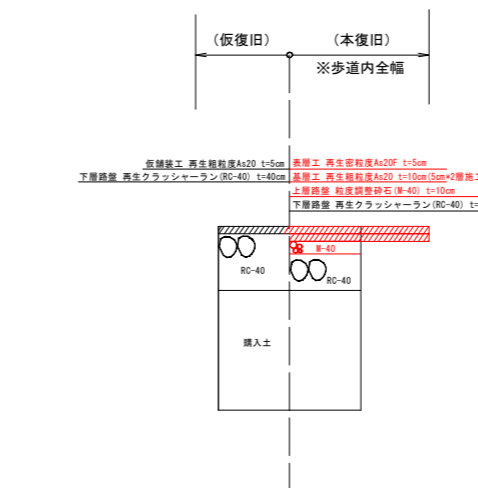 (仮復旧)
(本復旧)
※歩道内全幅
仮舗装工 再生粗粒度As20 t=5cm
下層路盤 再生クラッシャーラン(RC-40) t=40cm
表層工 再生密粒度As20F t=5cm
基層工 再生粗粒度As20 t=10cm(5cm*2層施工
上層路盤 粒度調整砕石(M-40) t=10cm
下層路盤 再生クラッシャーラン(RC-40) t=
M-40
RC-40
RC-40
購入土